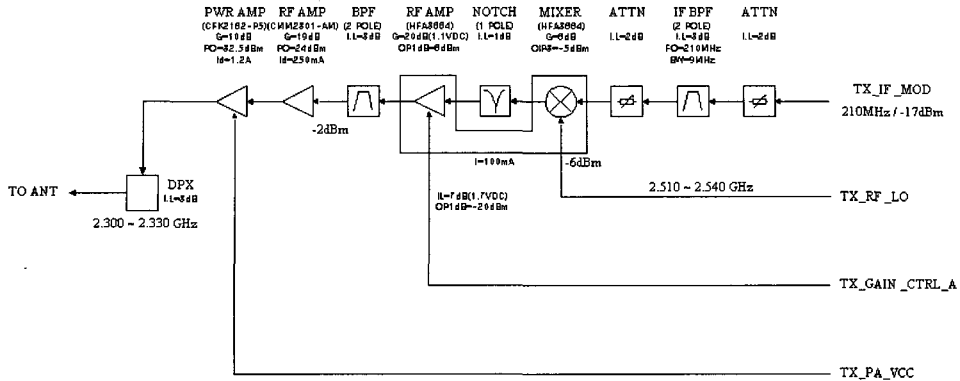 PWR AMP
(CFK2162-P5)
G=10dB
PO=32.5dBm
Id=1.2A
RF AMP
(CMM2301-AM)
G=19dB
PO=24dBm
Id=250mA
BPF
(2 POLE)
I.L=3dB
RF AMP
(HFA3664)
G=20dB(1.1VDC)
OP1dB=6dBm
NOTCH
(1 POLE)
I.L=1dB
MIXER
(HFA3664)
G=6dB
OIP3=-5dBm
ATTN
I.L=2dB
IF BPF
(2 POLE)
I.L=3dB
FO=210MHz
BW=9MHz
ATTN
I.L=2dB
TX_IF_MOD
210MHz / -17dBm
-2dBm
I=100mA
-6dBm
TO ANT
DPX
I.L=3dB
2.300 ~ 2.330 GHz
IL=7dB(1.7VDC)
OP1dB=-20dBm
2.510 ~ 2.540 GHz
TX_RF_LO
TX_GAIN_CTRL_A
TX_PA_VCC